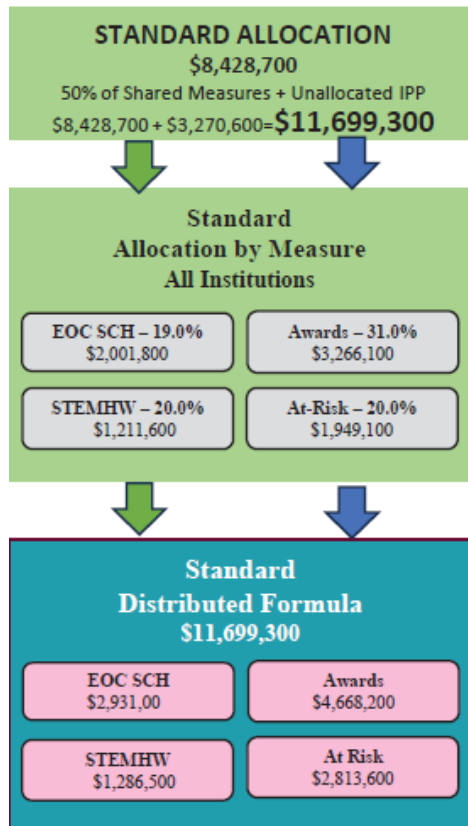 STANDARD ALLOCATION
$8,428,700
50% of Shared Measures + Unallocated IPP
$8,428,700 + $3,270,600=$11,699,300
Standard
Allocation by Measure
All Institutions
EOC SCH – 19.0%
$2,001,800
Awards – 31.0%
$3,266,100
STEMHW – 20.0%
$1,211,600
At-Risk – 20.0%
$1,949,100
Standard
Distributed Formula
$11,699,300
EOC SCH
$2,931,00
Awards
$4,668,200
STEMHW
$1,286,500
At Risk
$2,813,600